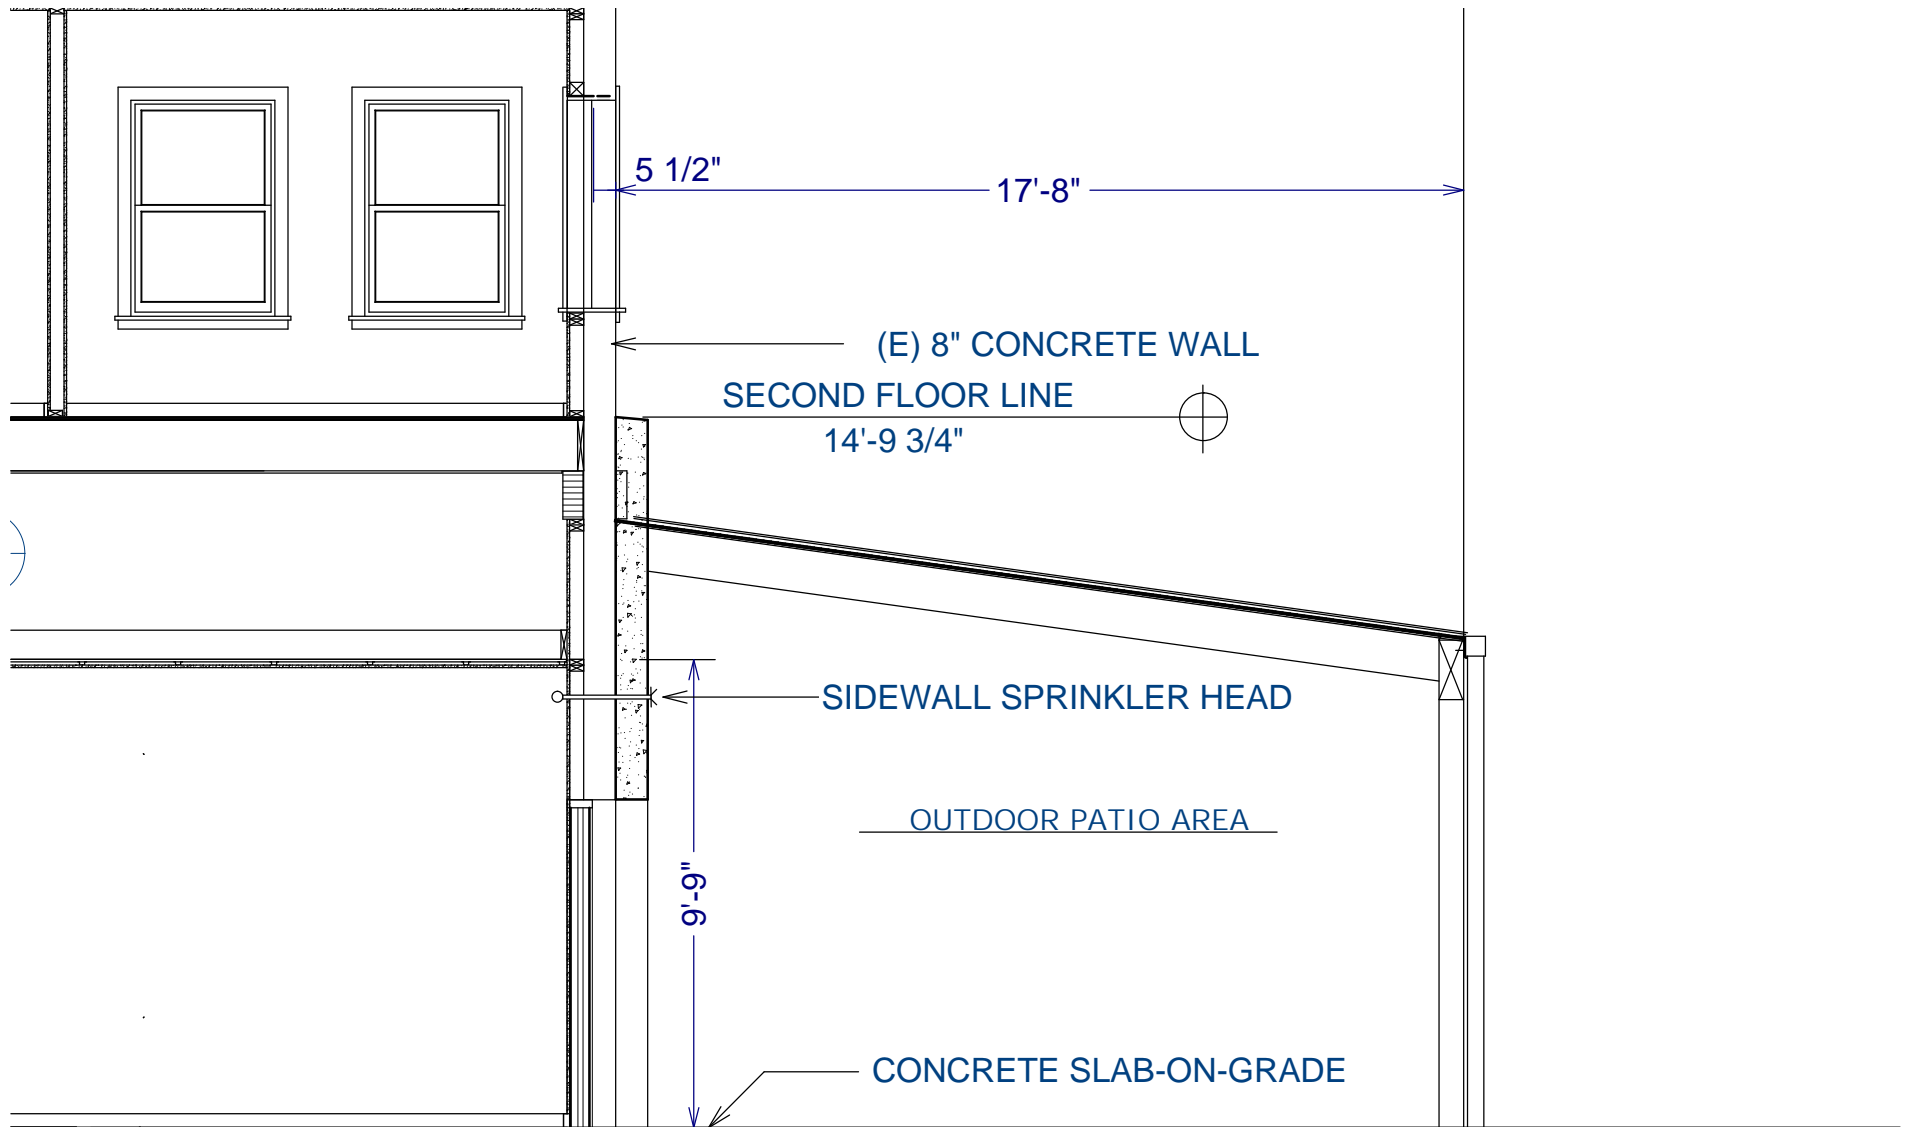 5 1/2"
17'-8"
(E) 8" CONCRETE WALL
SECOND FLOOR LINE
14'-9 3/4"
SIDEWALL SPRINKLER HEAD
OUTDOOR PATIO AREA
9'-9"
CONCRETE SLAB-ON-GRADE